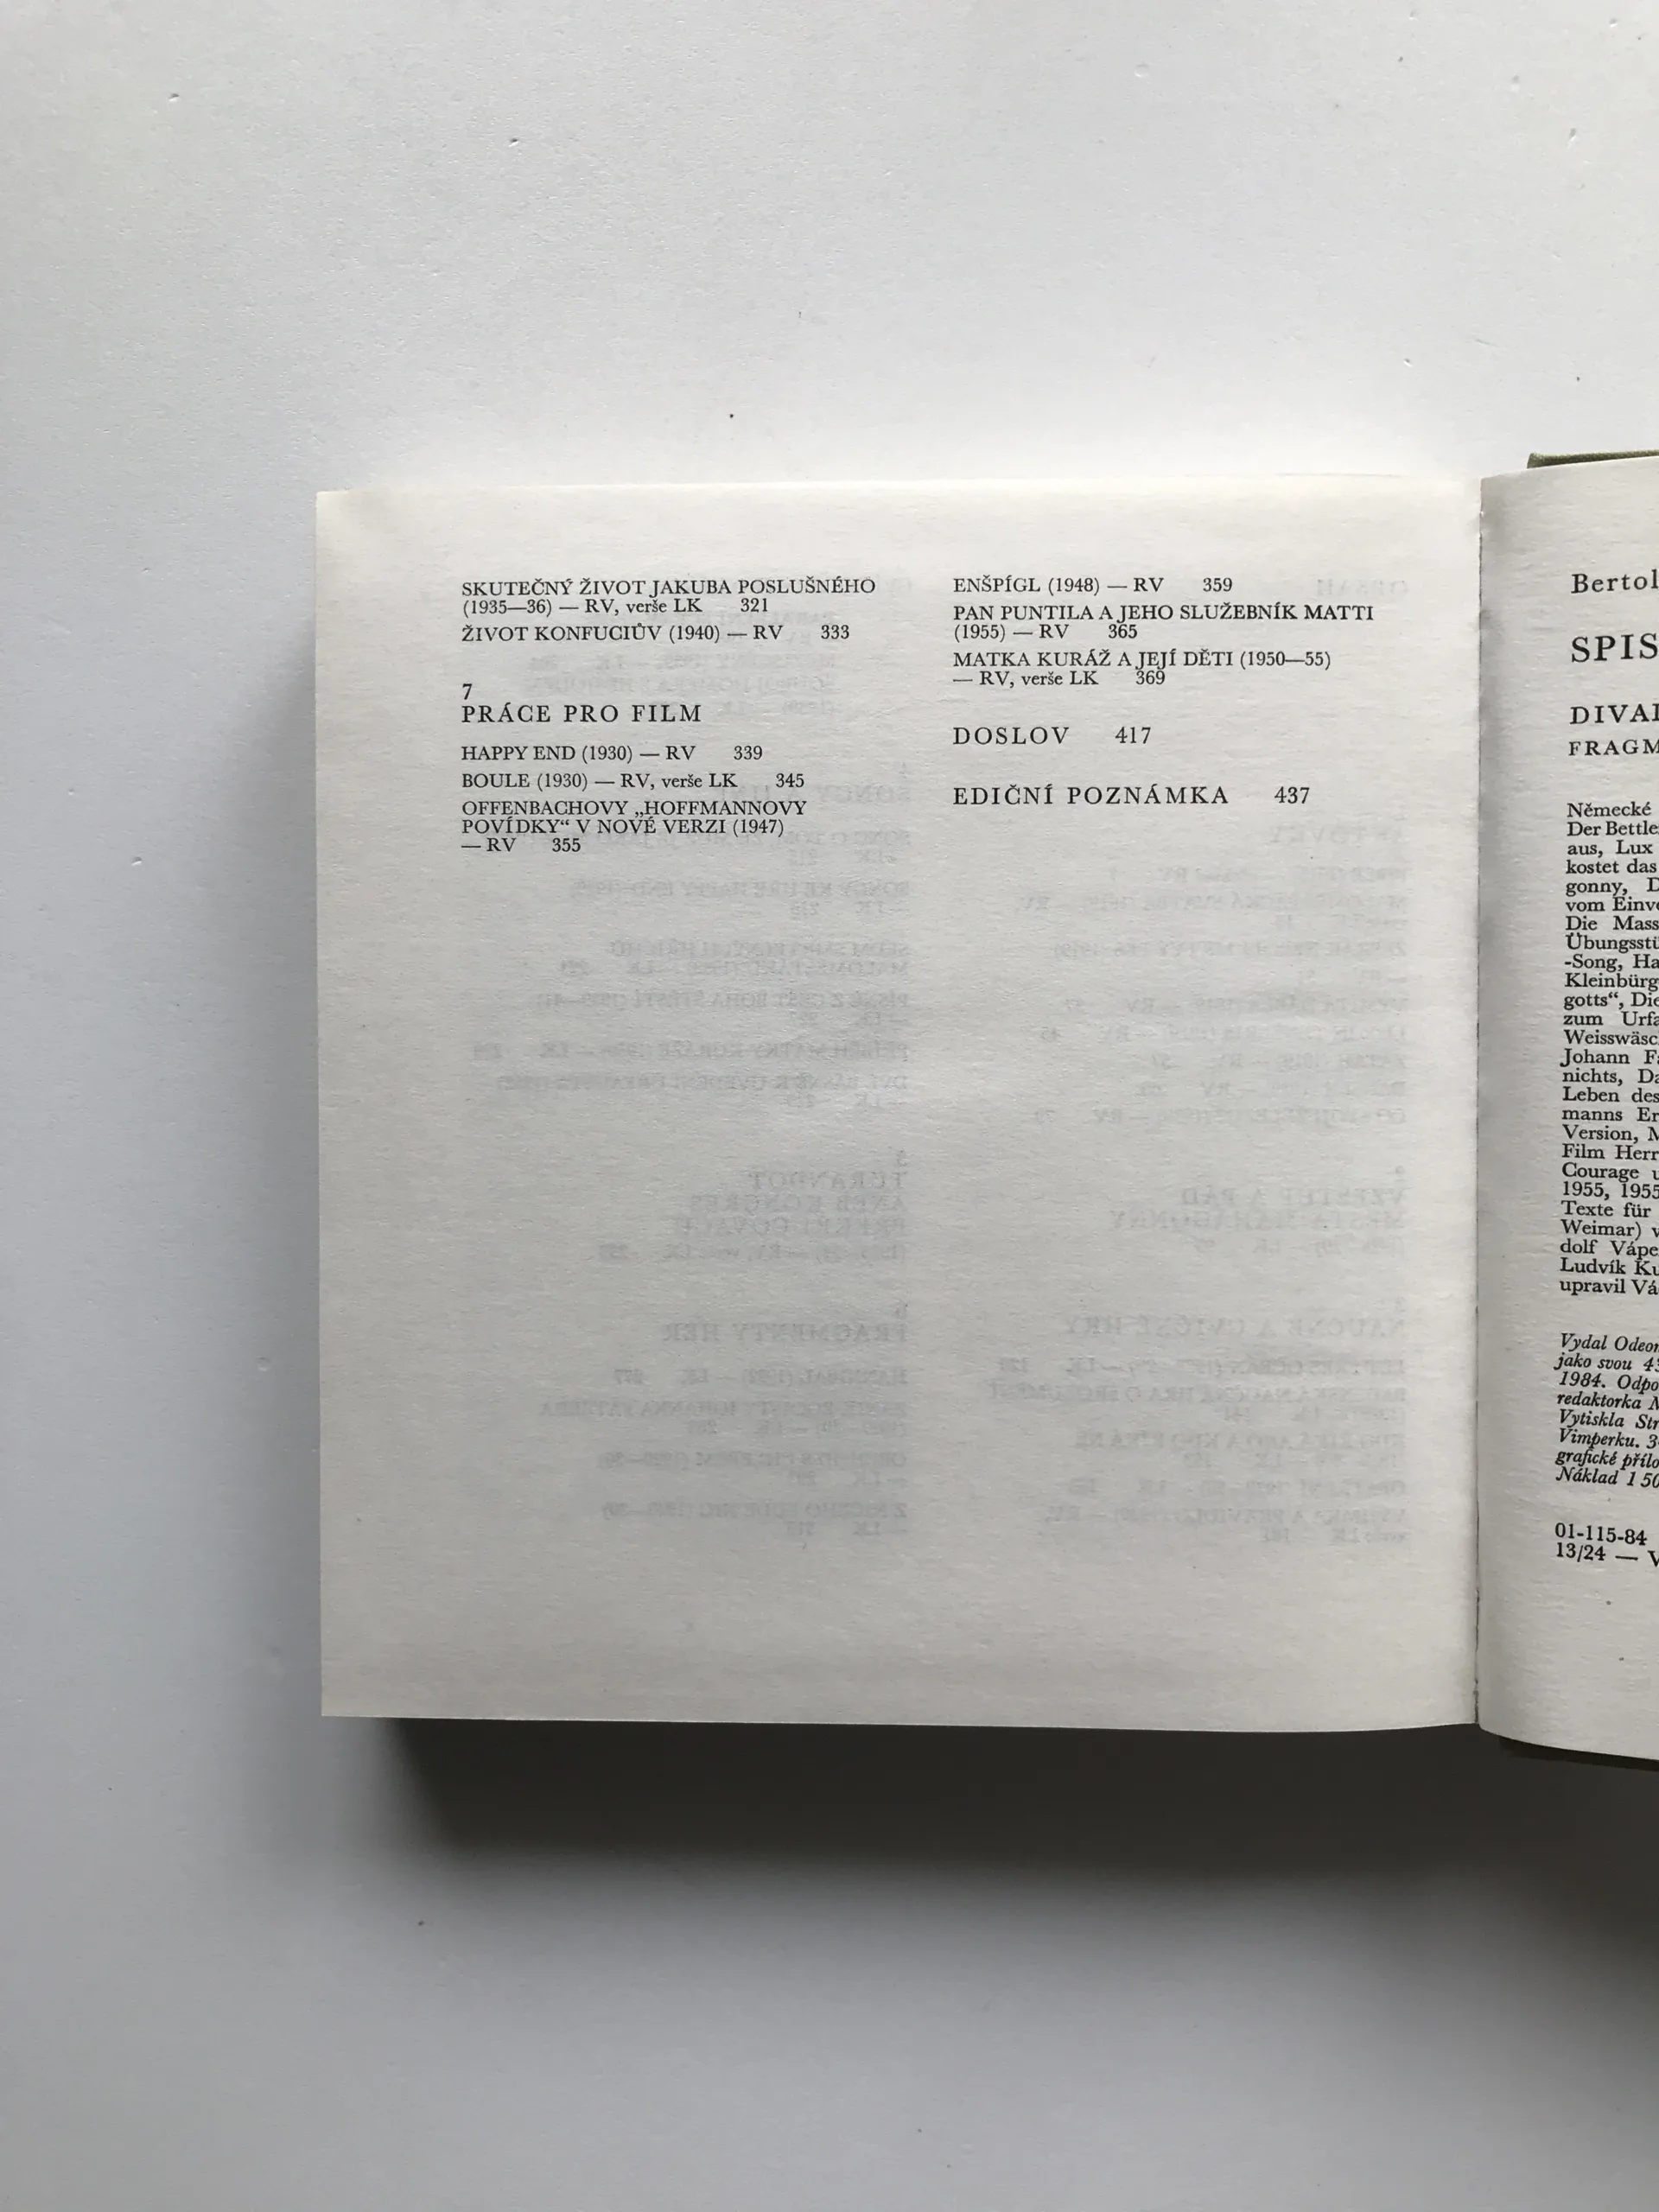 SKUTEČNÝ ŽIVOT JAKUBA POSLUŠNÉHO
(1935—36) — RV, verše LK 321
ŽIVOT KONFUCIŮV (1940) — RV 333
7
PRÁCE PRO FILM
HAPPY END (1930) — RV 339
BOULE (1930) — RV, verše LK 345
OFFENBACHOVY „HOFFMANNOVY
POVÍDKY“ V NOVÉ VERZI (1947)
— RV 355
ENŠPÍGL (1948) — RV 359
PAN PUNTILA A JEHO SLUŽEBNÍK MATTI
(1955) — RV 365
MATKA KURÁŽ A JEJÍ DĚTI (1950—55)
— RV, verše LK 369
DOSLOV 417
EDIČNÍ POZNÁMKA 437
Bertol
SPIS
DIVAD
FRAGM
Německé
Der Bettle
aus, Lux
kostet das
gonny, D
vom Einve
Die Mass
Übungsstü
-Song, Ha
Kleinbürg
gotts“, Die
zum Urfa
Weisswäsc
Johann Fa
nichts, Da
Leben des
manns Er
Version, M
Film Herr
Courage u
1955, 1955
Texte für
Weimar) v
dolf Vápe
Ludvík Ku
upravil Vá
Vydal Odeon
jako svou 43
1984. Odpo
redaktorka M
Vytiskla Str
Vimperku. 3
grafické přílo
Náklad 1 50
01-115-84
13/24 — V